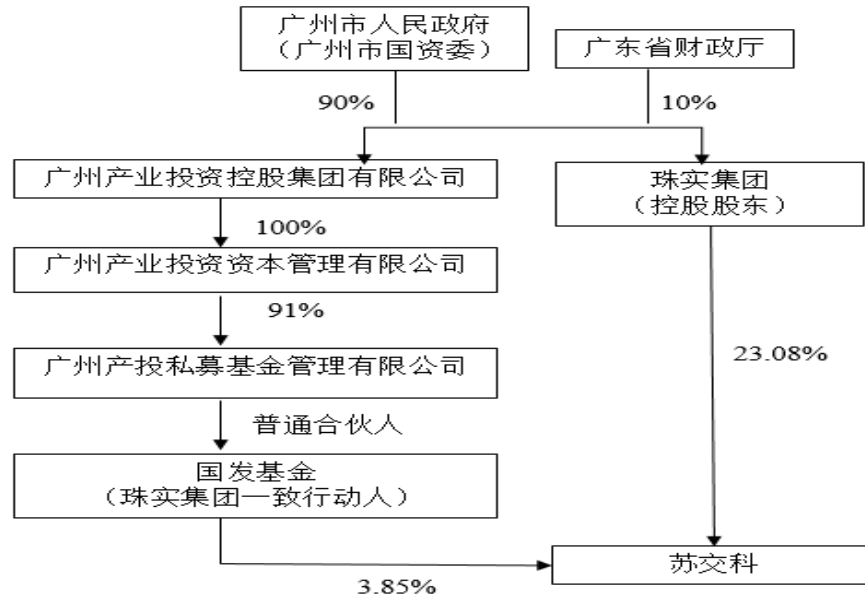 广州市人民政府
（广州市国资委）
广东省财政厅
90%
10%
广州产业投资控股集团有限公司
珠实集团
（控股股东）
100%
广州产业投资资本管理有限公司
91%
广州产投私募基金管理有限公司
23.08%
普通合伙人
国发基金
（珠实集团一致行动人）
苏交科
3.85%